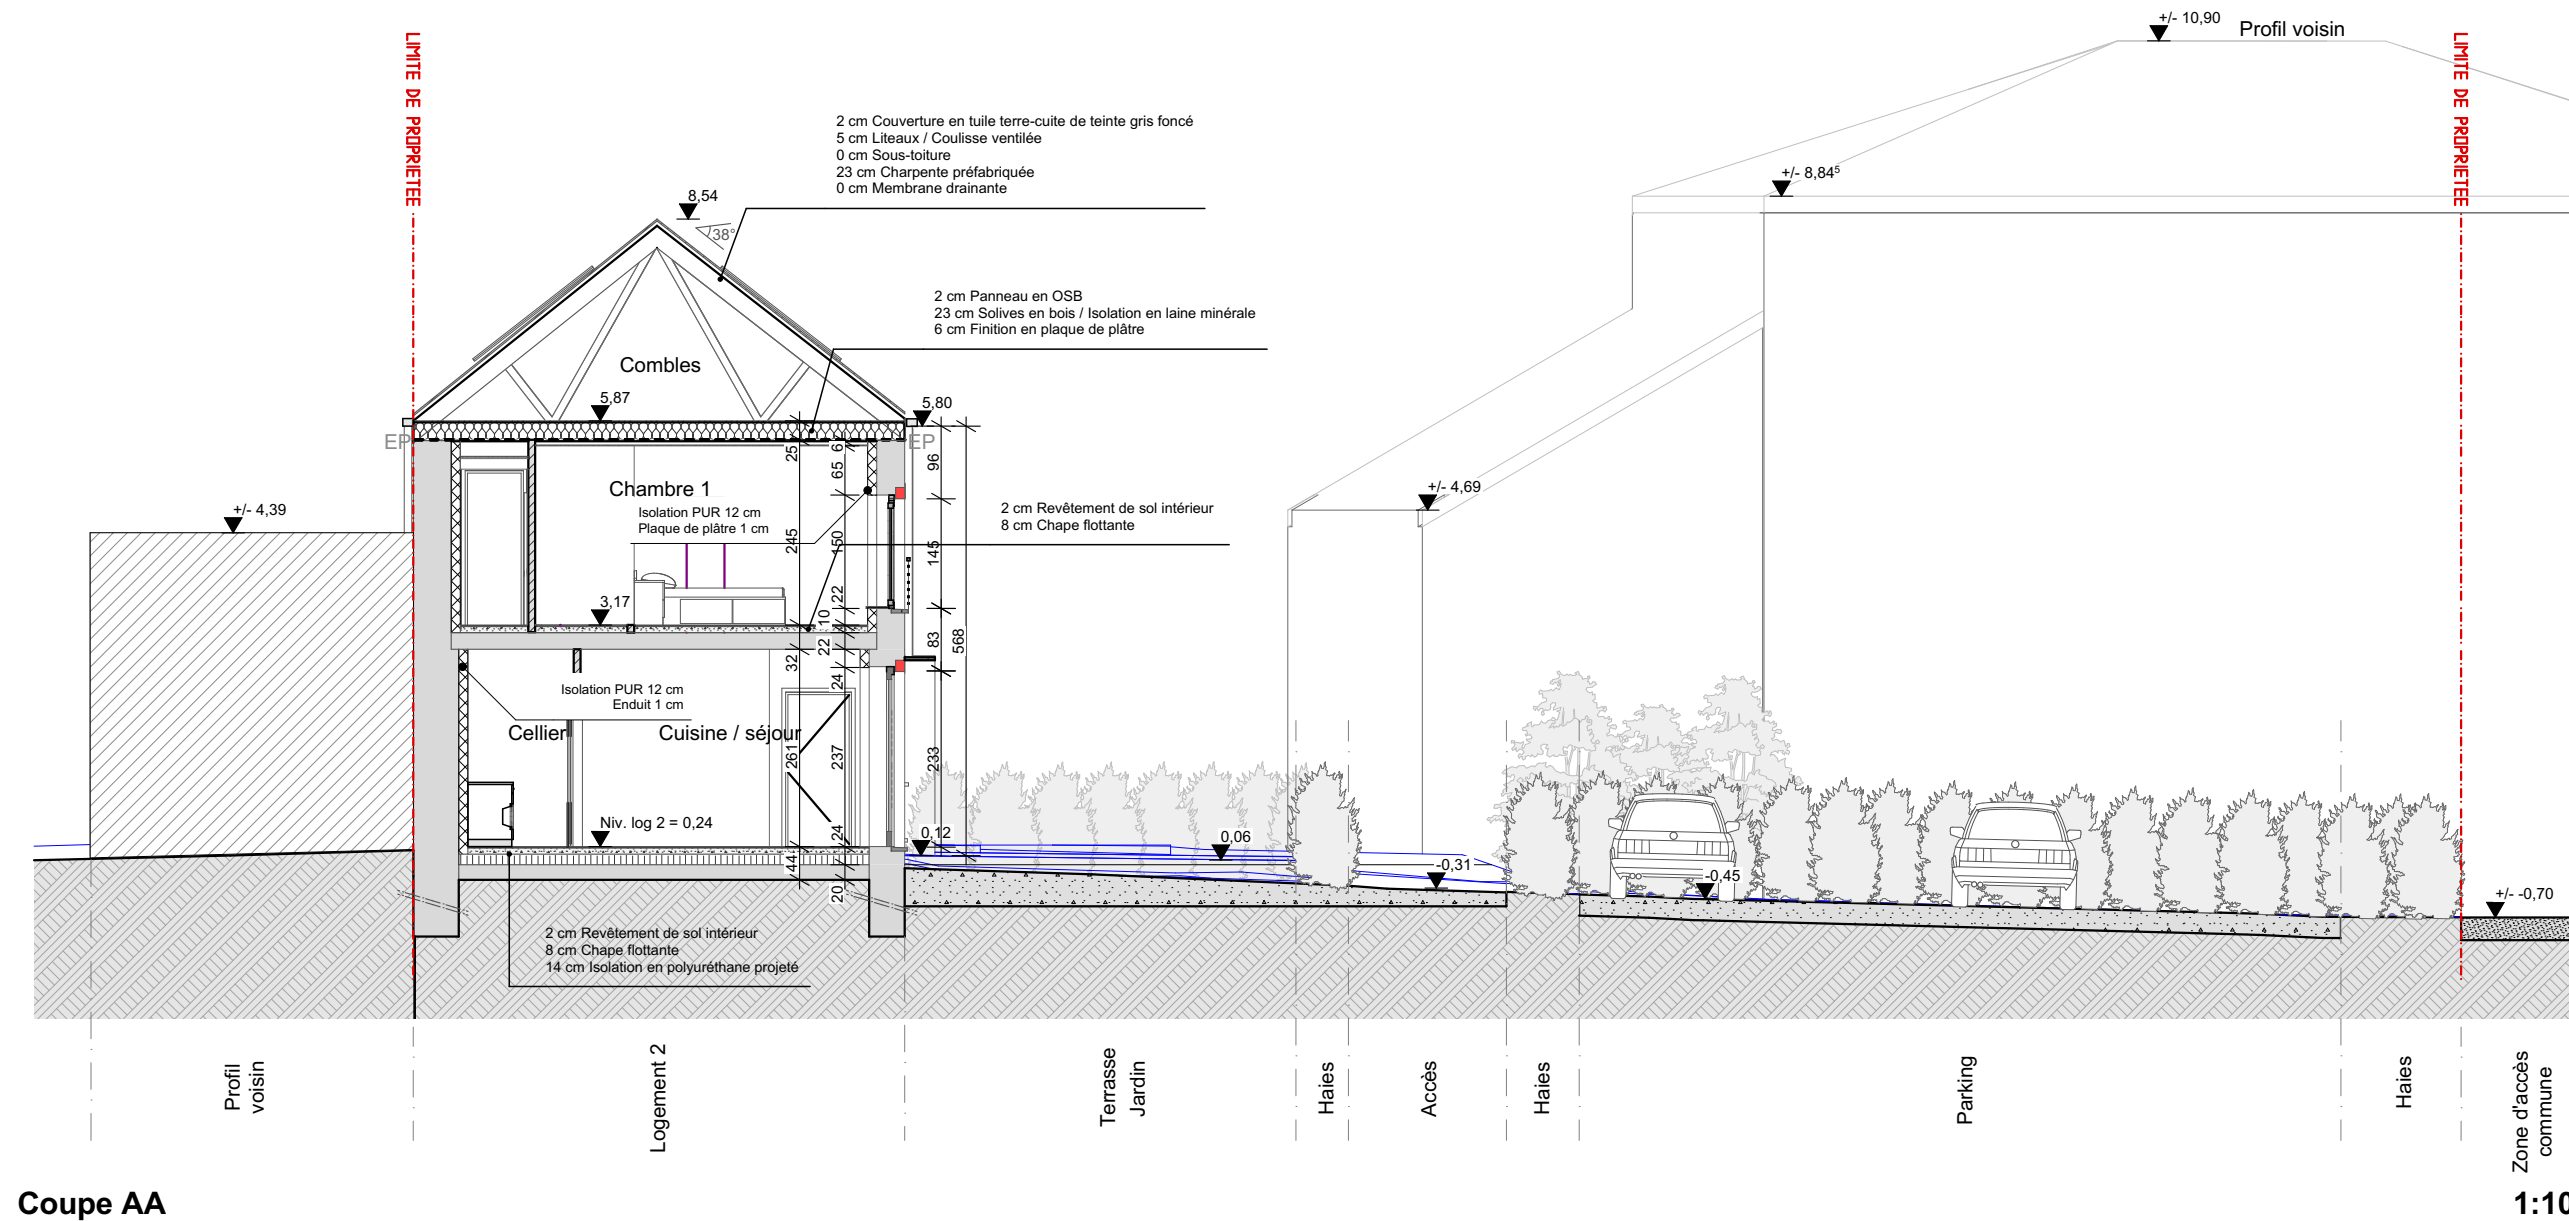 +/- 10,90
Profil voisin
LIMITE DE PROPRIETEE
LIMITE DE PROPRIETEE
2 cm Couverture en tuile terre-cuite de teinte gris foncé
5 cm Liteaux / Coulisse ventilée
0 cm Sous-toiture
23 cm Charpente préfabriquée
0 cm Membrane drainante
+/- 8,84⁵
8,54
38°
2 cm Panneau en OSB
23 cm Solives en bois / Isolation en laine minérale
6 cm Finition en plaque de plâtre
Combles
5,87
5,80
EP
EP
25
6
65
96
Chambre 1
+/- 4,69
+/- 4,39
Isolation PUR 12 cm
Plaque de plâtre 1 cm
2 cm Revêtement de sol intérieur
8 cm Chape flottante
245
150
145
22
3,17
10
22
83
568
32
24
Isolation PUR 12 cm
Enduit 1 cm
Cellier
Cuisine / séjour
261
237
233
Niv. log 2 = 0,24
24
0,12
0,06
44
20
-0,31
-0,45
+/- -0,70
2 cm Revêtement de sol intérieur
8 cm Chape flottante
14 cm Isolation en polyuréthane projeté
Profil
voisin
Logement 2
Terrasse
Jardin
Haies
Accès
Haies
Parking
Haies
Zone d'accès
commune
Coupe AA
1:10